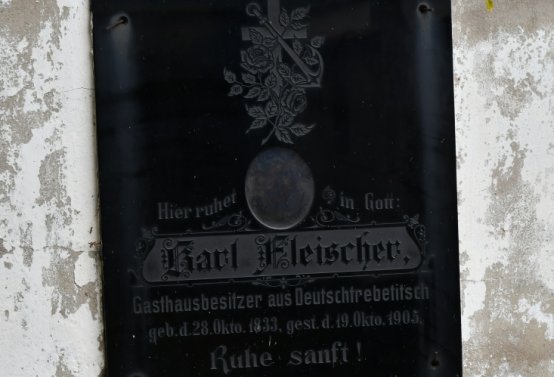 Hier ruhet in Gott:
Karl Fleischer,
Gasthausbesitzer aus Deutschtrebetitsch
geb. d. 28. Okto. 1833, gest. d. 19. Okto. 1905.
Ruhe sanft!